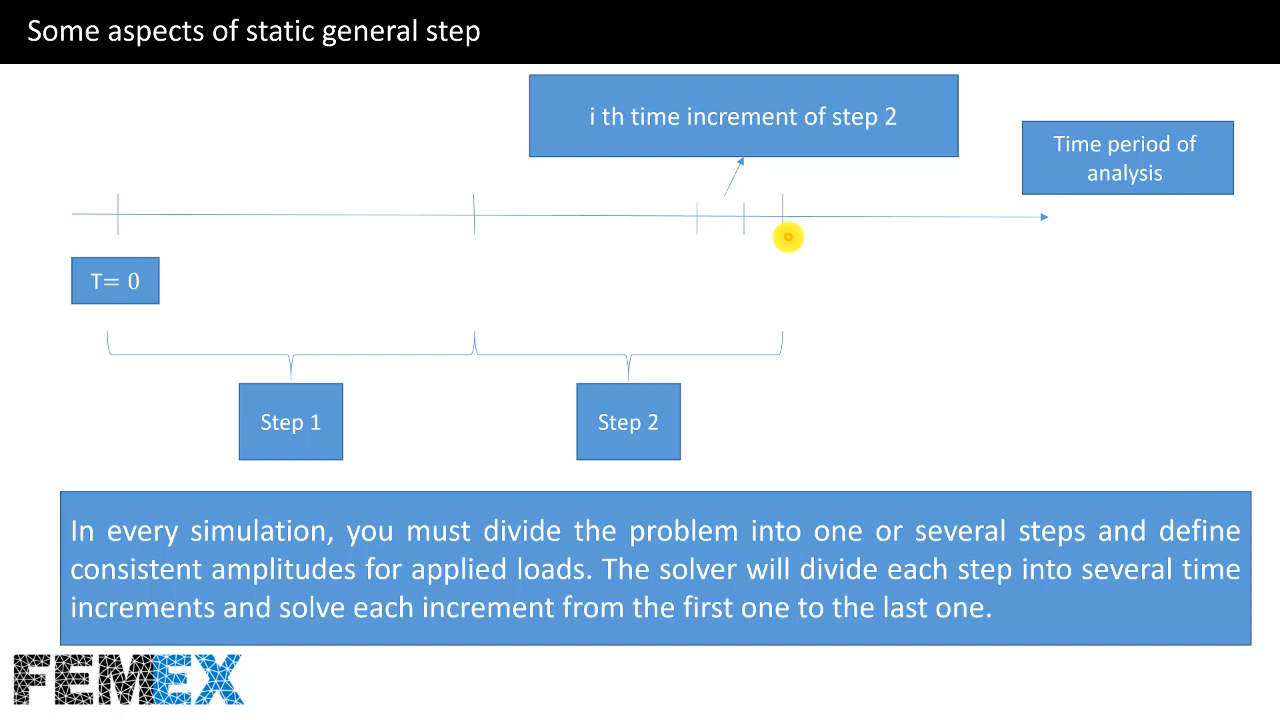 Some aspects of static general step
i th time increment of step 2
Time period of
analysis
T= 0
Step 1
Step 2
In every simulation, you must divide the problem into one or several steps and define
consistent amplitudes for applied loads. The solver will divide each step into several time
increments and solve each increment from the first one to the last one.
FEMEX